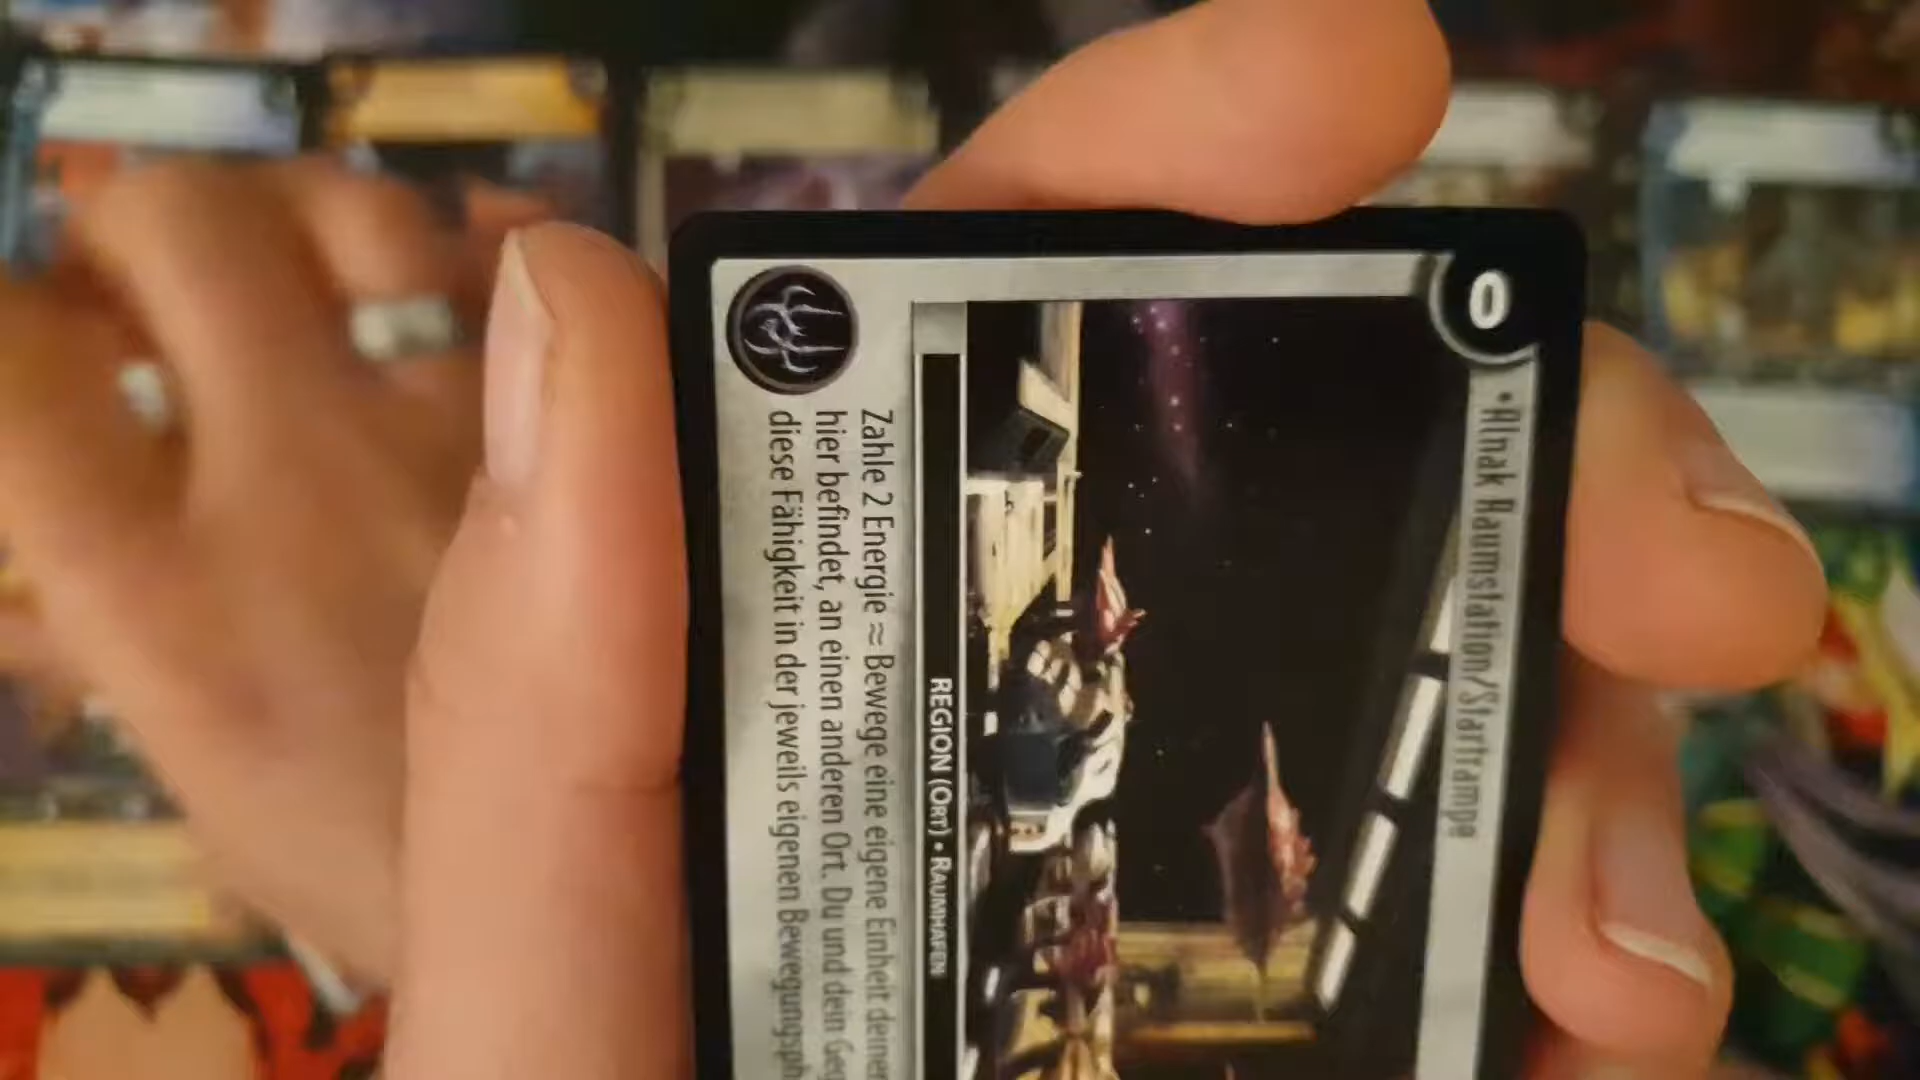 0
•Alnak Raumstation/Startrampe
REGION (ORT) • RAUMHAFEN
Zahle 2 Energie ≈ Bewege eine eigene Einheit deiner
hier befindet, an einen anderen Ort. Du und dein
diese Fähigkeit in der jeweils eigenen